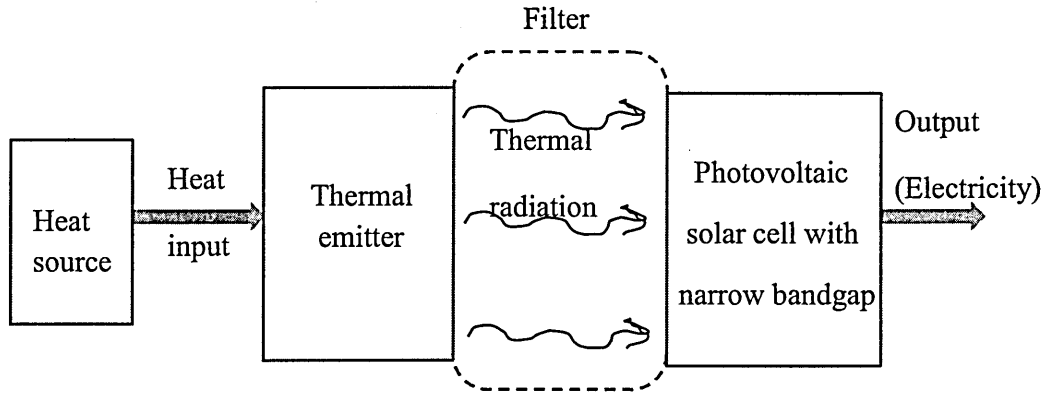 Filter
Heat
source
Heat
input
Thermal
emitter
Thermal
radiation
Photovoltaic
solar cell with
narrow bandgap
Output
(Electricity)